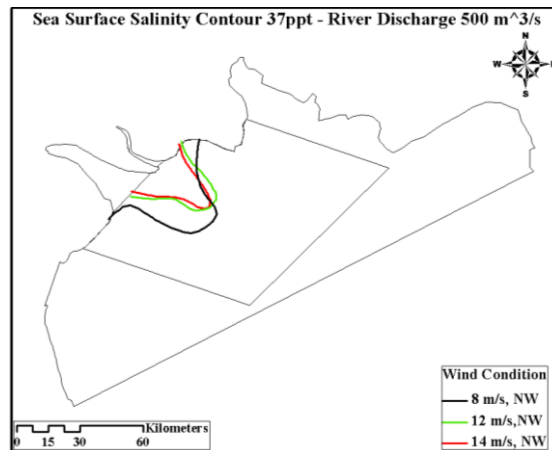 Sea Surface Salinity Contour 37ppt - River Discharge 500 m^3/s
N
W
E
S
Wind Condition
8 m/s, NW
12 m/s,NW
14 m/s, NW
Kilometers
0 15 30 60